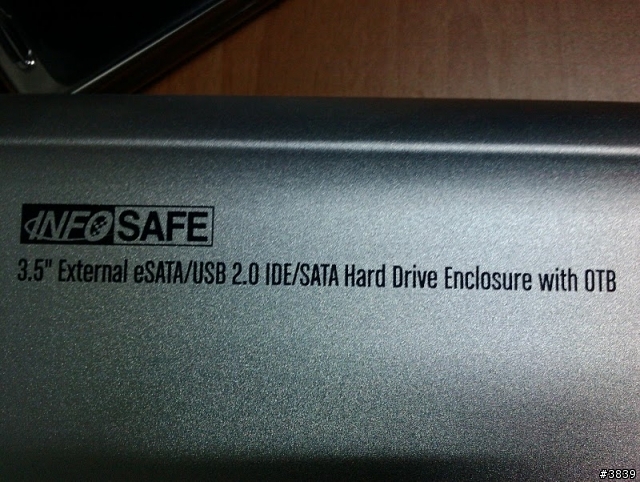 INFOSAFE
3.5" External eSATA/USB 2.0 IDE/SATA Hard Drive Enclosure with OTB
#3839